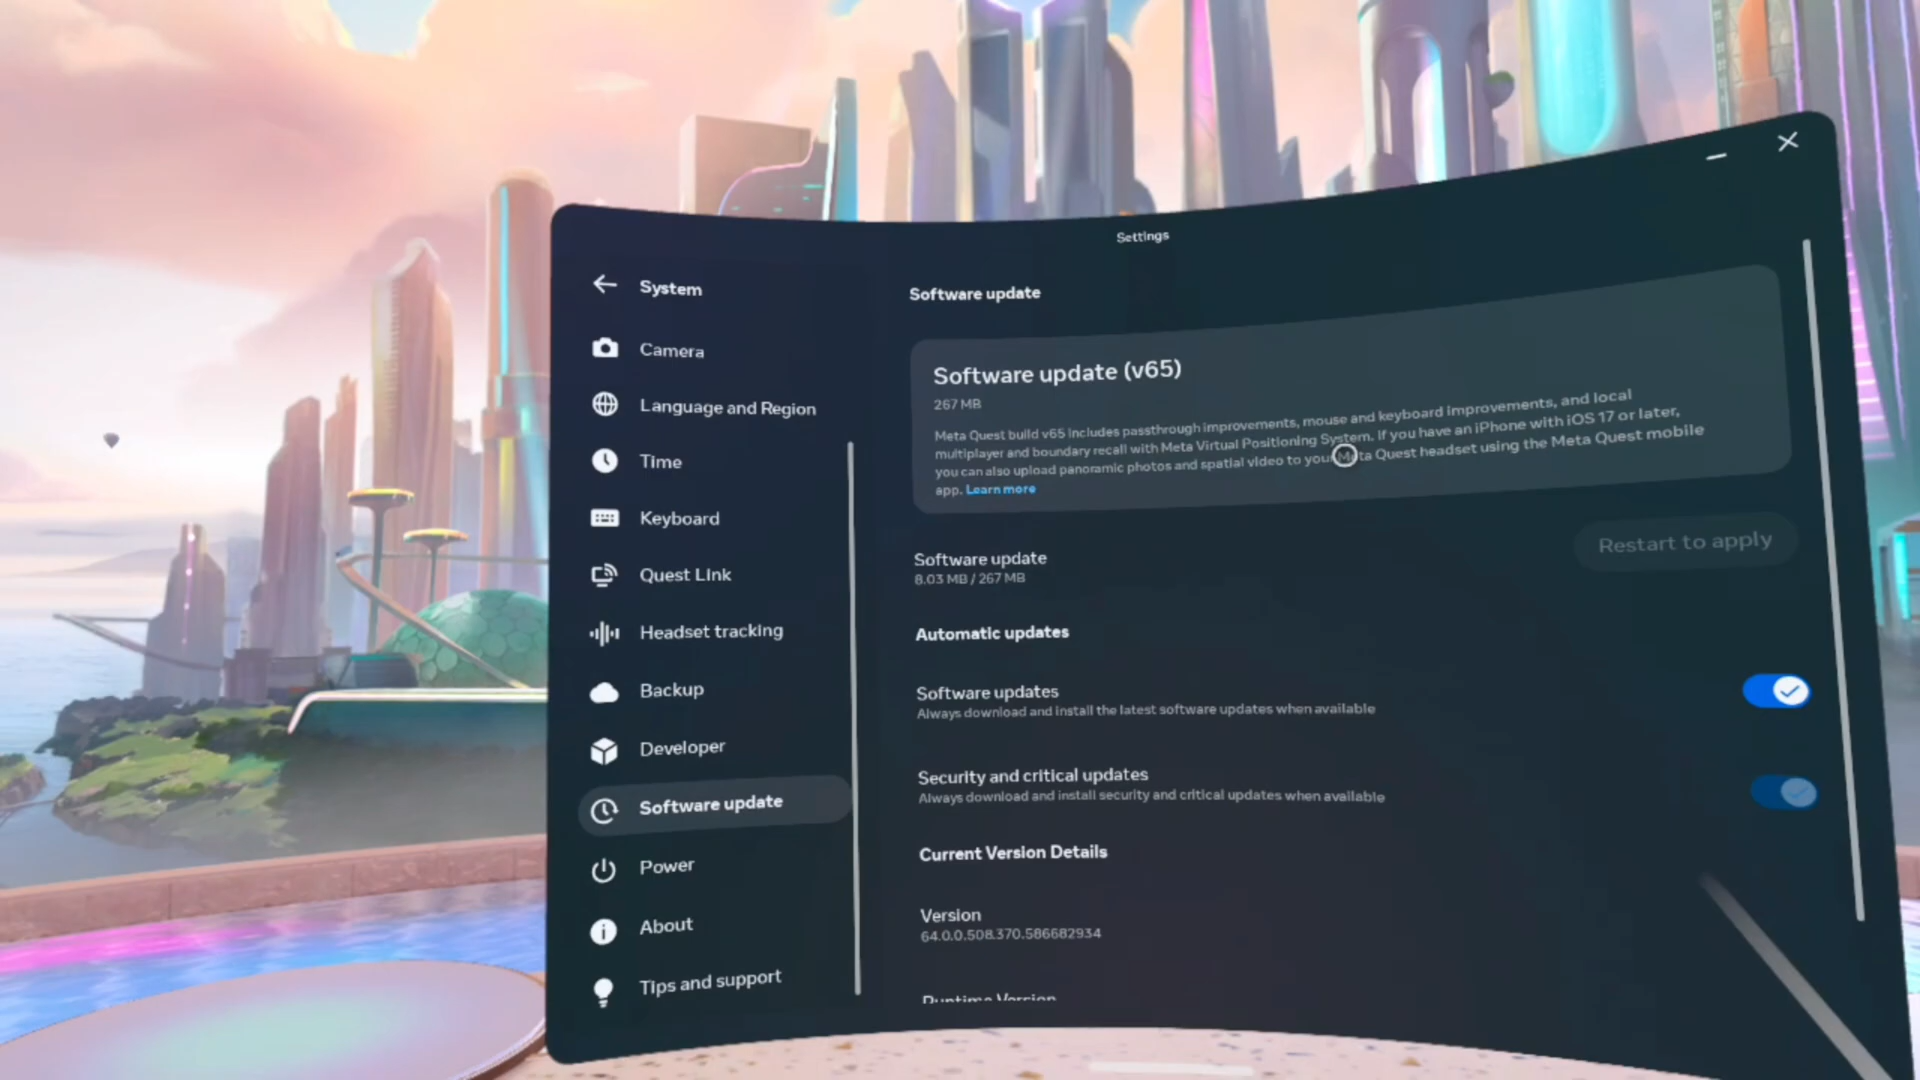 Settings
System
Camera
Language and Region
Time
Keyboard
Quest Link
Headset tracking
Backup
Developer
Software update
Power
About
Tips and support
Software update
Software update (v65)
267 MB
Meta Quest build v65 includes passthrough improvements, mouse and keyboard improvements, and local
multiplayer and boundary recall with Meta Virtual Positioning System. If you have an iPhone with iOS 17 or later,
you can also upload panoramic photos and spatial video to your Meta Quest headset using the Meta Quest mobile
app. Learn more
Software update
8.03 MB / 267 MB
Restart to apply
Automatic updates
Software updates
Always download and install the latest software updates when available
Security and critical updates
Always download and install security and critical updates when available
Current Version Details
Version
64.0.0.508.370.586682934
Runtime Version